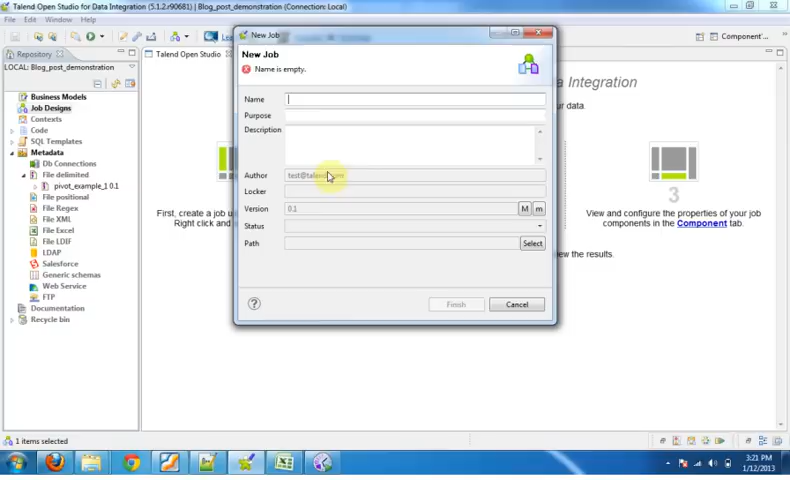 Talend Open Studio for Data Integration (5.1.2.r90681) | Blog_post_demonstration (Connection: Local)
File Edit Window Help
Repository
LOCAL: Blog_post_demonstration
Business Models
Job Designs
Contexts
Code
SQL Templates
Metadata
Db Connections
File delimited
pivot_example_1 0.1
File positional
File Regex
File XML
File Excel
File LDIF
LDAP
Salesforce
Generic schemas
Web Service
FTP
Documentation
Recycle bin
Talend Open Studio
Component'...
New Job
New Job
Name is empty.
Name
Purpose
Description
Author
Locker
Version 0.1 M m
Status
Path Select
Finish Cancel
Integration
our data.
First, create a job u
Right click and
3
View and configure the properties of your job
components in the Component tab.
view the results.
1 items selected
3:21 PM
1/12/2013